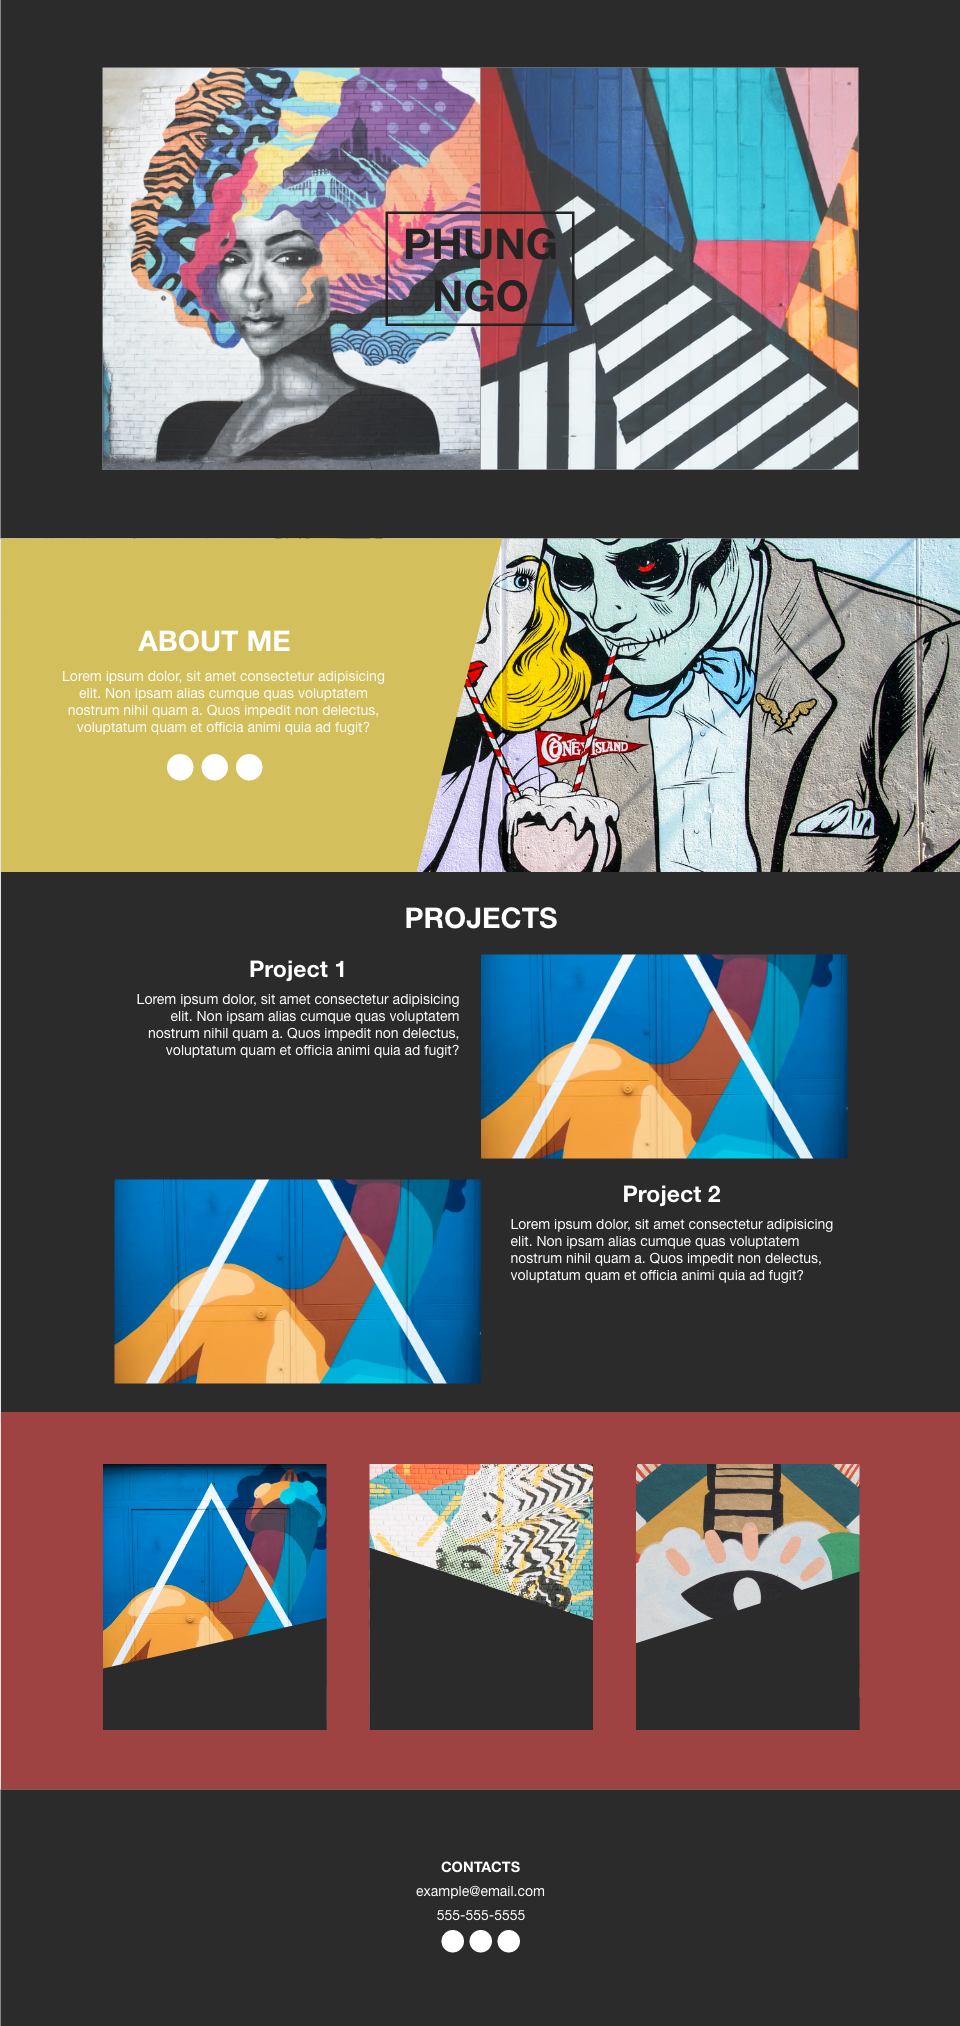 PHUNG
NGO
ABOUT ME
Lorem ipsum dolor, sit amet consectetur adipisicing
elit. Non ipsam alias cumque quas voluptatem
nostrum nihil quam a. Quos impedit non delectus,
voluptatum quam et officia animi quia ad fugit?
CONEY ISLAND
PROJECTS
Project 1
Lorem ipsum dolor, sit amet consectetur adipisicing
elit. Non ipsam alias cumque quas voluptatem
nostrum nihil quam a. Quos impedit non delectus,
voluptatum quam et officia animi quia ad fugit?
Project 2
Lorem ipsum dolor, sit amet consectetur adipisicing
elit. Non ipsam alias cumque quas voluptatem
nostrum nihil quam a. Quos impedit non delectus,
voluptatum quam et officia animi quia ad fugit?
CONTACTS
example@email.com
555-555-5555